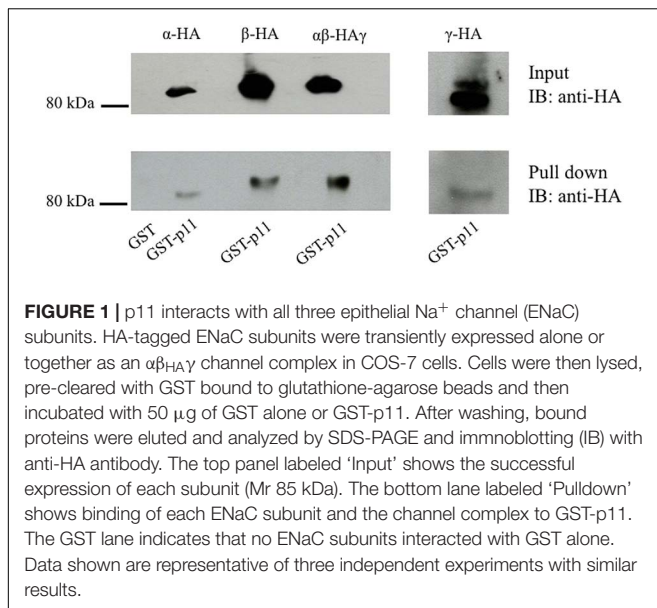 α-HA β-HA αβ-HAγ γ-HA
Input
IB: anti-HA
80 kDa
Pull down
IB: anti-HA
80 kDa
GST
GST-p11
GST-p11
GST-p11
GST-p11
FIGURE 1 | p11 interacts with all three epithelial Na⁺ channel (ENaC)
subunits. HA-tagged ENaC subunits were transiently expressed alone or
together as an αβHAγ channel complex in COS-7 cells. Cells were then lysed,
pre-cleared with GST bound to glutathione-agarose beads and then
incubated with 50 μg of GST alone or GST-p11. After washing, bound
proteins were eluted and analyzed by SDS-PAGE and immnoblotting (IB) with
anti-HA antibody. The top panel labeled ‘Input’ shows the successful
expression of each subunit (Mr 85 kDa). The bottom lane labeled ‘Pulldown’
shows binding of each ENaC subunit and the channel complex to GST-p11.
The GST lane indicates that no ENaC subunits interacted with GST alone.
Data shown are representative of three independent experiments with similar
results.